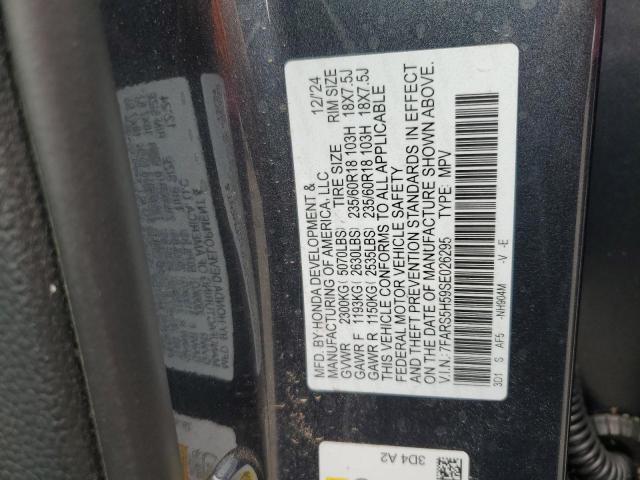 MFD. BY HONDA DEVELOPMENT & 12/'24
MANUFACTURING OF AMERICA, LLC
TIRE SIZE RIM SIZE
GVWR 2300KG( 5070LBS)
GAWR F 1193KG( 2630LBS) 235/60R18 103H 18X7.5J
GAWR R 1150KG( 2535LBS) 235/60R18 103H 18X7.5J
THIS VEHICLE CONFORMS TO ALL APPLICABLE
FEDERAL MOTOR VEHICLE SAFETY
AND THEFT PREVENTION STANDARDS IN EFFECT
ON THE DATE OF MANUFACTURE SHOWN ABOVE.
V.I.N.: 7FARS5H59SE026295 TYPE: MPV
3D1 S AF5 -NH904M -V -E
3D4 A2